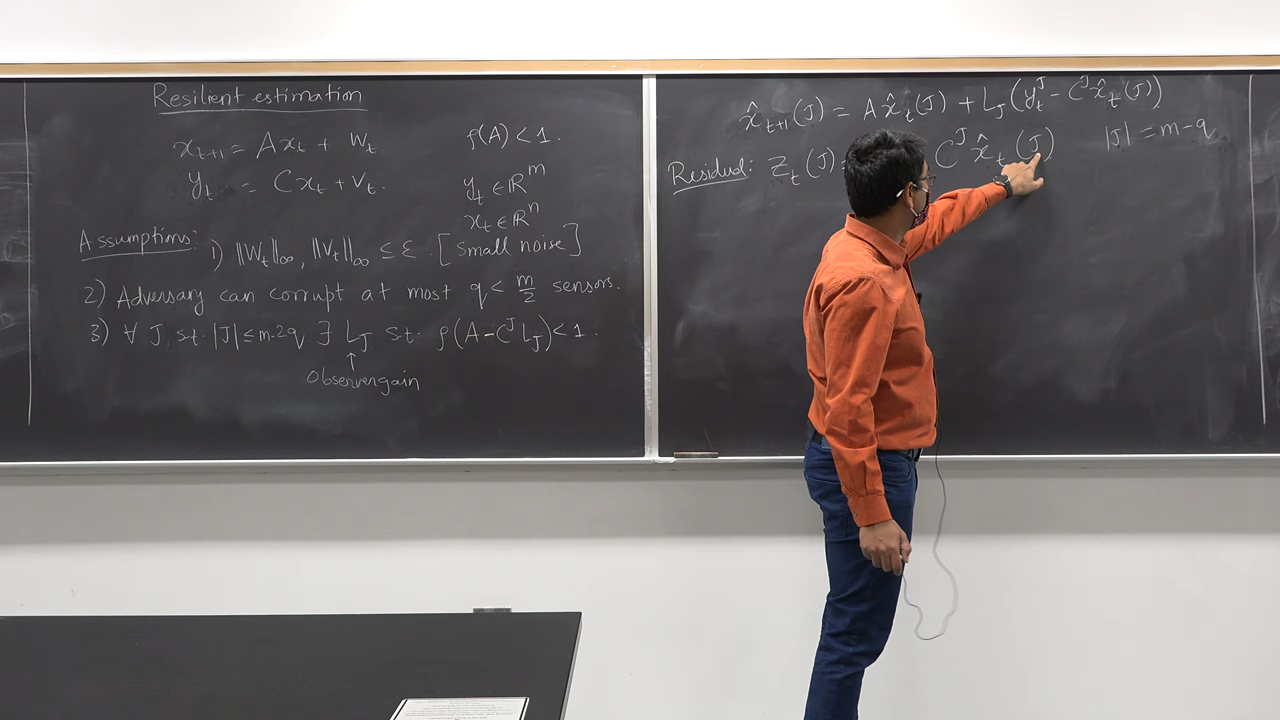 Resilient estimation
x_{t+1} = Ax_t + W_t
y_t = Cx_t + V_t.
ρ(A) < 1.
y_t ∈ ℝ^m
x_t ∈ ℝ^n
Assumptions: 1) ||W_t||_∞, ||V_t||_∞ ≤ ε. [Small noise]
2) Adversary can corrupt at most q < m/2 sensors.
3) ∀ J s.t. |J| ≤ m-2q ∃ L_J s.t. ρ(A - C^J L_J) < 1.
↑
Observer gain
x̂_{t+1}(J) = A x̂_t(J) + L_J (y_t^J - C^J x̂_t(J))
|J| = m-q
Residual: Z_t(J) = C^J x̂_t(J)